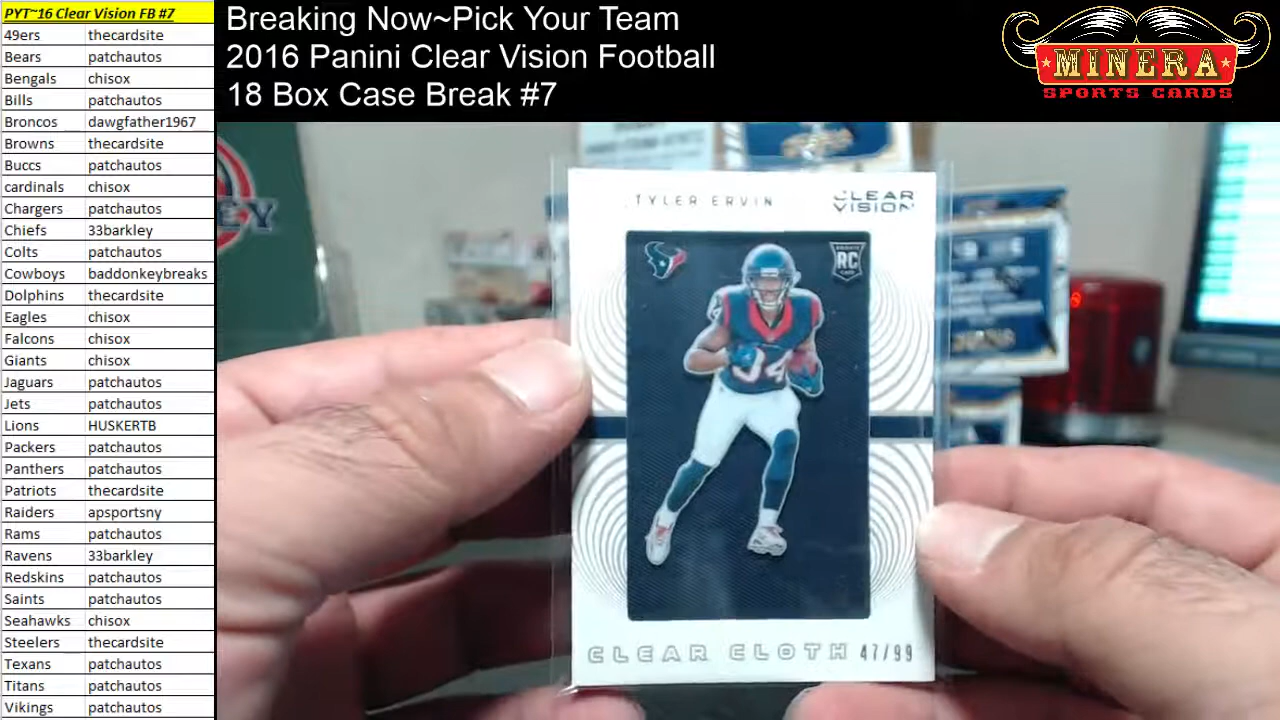 PYT~16 Clear Vision FB #7
49ers thecardsite
Bears patchautos
Bengals chisox
Bills patchautos
Broncos dawgfather1967
Browns thecardsite
Buccs patchautos
cardinals chisox
Chargers patchautos
Chiefs 33barkley
Colts patchautos
Cowboys baddonkeybreaks
Dolphins thecardsite
Eagles chisox
Falcons chisox
Giants chisox
Jaguars patchautos
Jets patchautos
Lions HUSKERTB
Packers patchautos
Panthers patchautos
Patriots thecardsite
Raiders apsportsny
Rams patchautos
Ravens 33barkley
Redskins patchautos
Saints patchautos
Seahawks chisox
Steelers thecardsite
Texans patchautos
Titans patchautos
Vikings patchautos
Breaking Now~Pick Your Team
2016 Panini Clear Vision Football
18 Box Case Break #7
MINERA
SPORTS CARDS
TYLER ERVIN
CLEAR
VISION
RC
34
CLEAR CLOTH 47/99